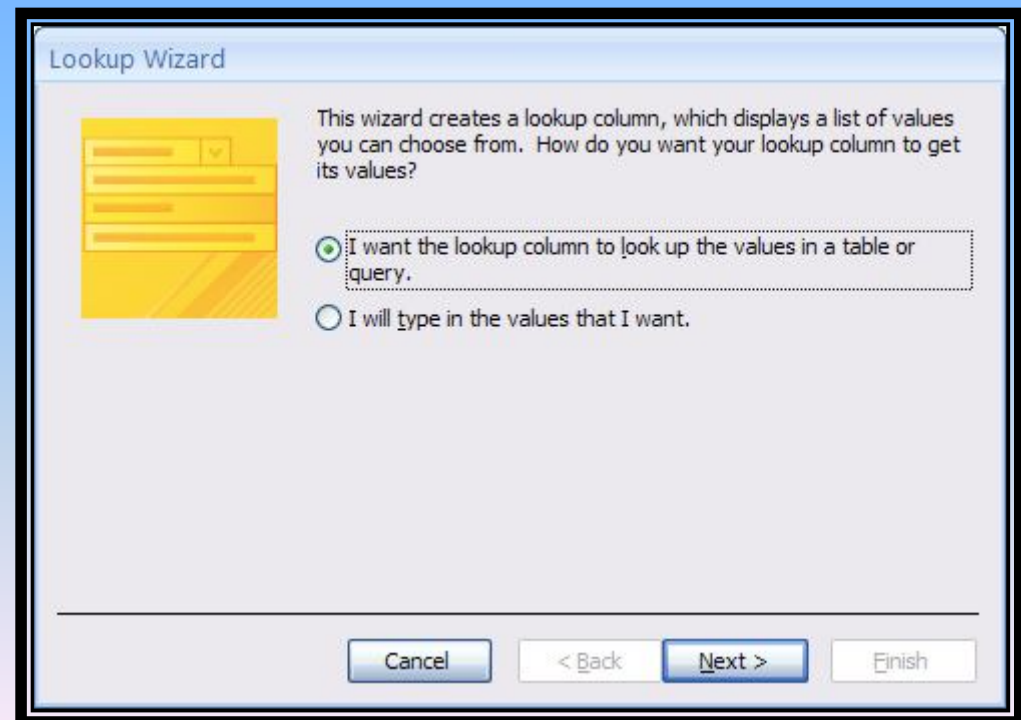 Lookup Wizard
This wizard creates a lookup column, which displays a list of values
you can choose from.  How do you want your lookup column to get
its values?
I want the lookup column to look up the values in a table or
query.
I will type in the values that I want.
Cancel
< Back
Next >
Finish